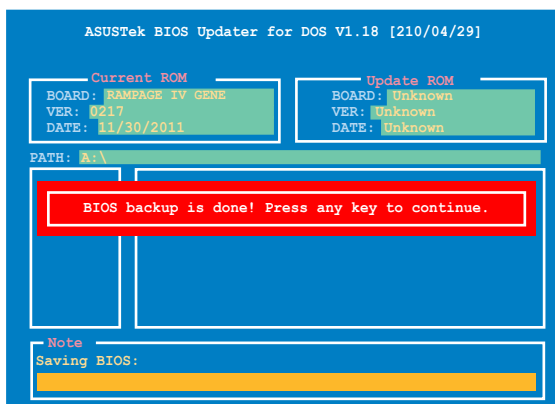 ASUSTek BIOS Updater for DOS V1.18 [210/04/29]
Current ROM
BOARD: RAMPAGE IV GENE
VER: 0217
DATE: 11/30/2011
Update ROM
BOARD: Unknown
VER: Unknown
DATE: Unknown
PATH: A:\
BIOS backup is done! Press any key to continue.
Note
Saving BIOS: